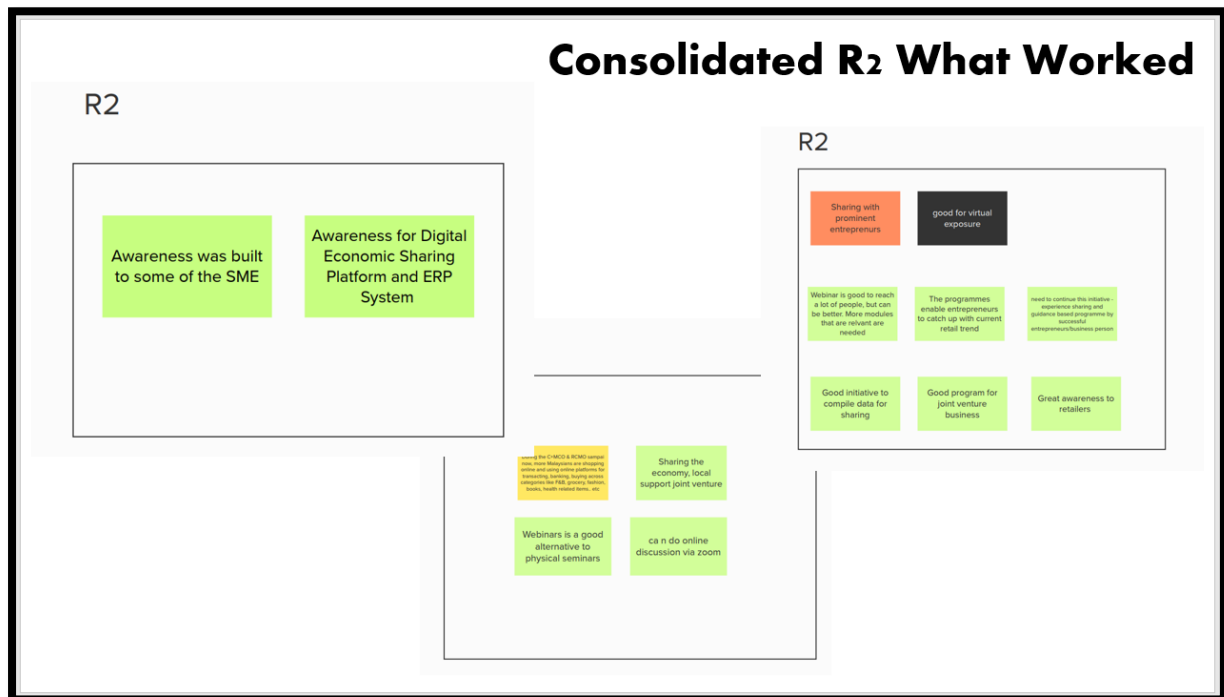 Consolidated R2 What Worked
R2
Awareness was built
to some of the SME
Awareness for Digital
Economic Sharing
Platform and ERP
System
R2
Sharing with
prominent
entreprenurs
good for virtual
exposure
Webinar is good to reach
a lot of people, but can
be better. More modules
that are relvant are
needed
The programmes
enable entrepreneurs
to catch up with current
retail trend
need to continue this initiative -
experience sharing and
guidance based programme by
successful
entrepreneurs/business person
Good initiative to
compile data for
sharing
Good program for
joint venture
business
Great awareness to
retailers
the C+MCO & RCMO sampai
now, more Malaysians are shopping
online and using online platforms for
transacting, banking, buying across
categories like F&B, grocery, fashion,
books, health related items.. etc
Sharing the
economy, local
support joint venture
Webinars is a good
alternative to
physical seminars
ca n do online
discussion via zoom